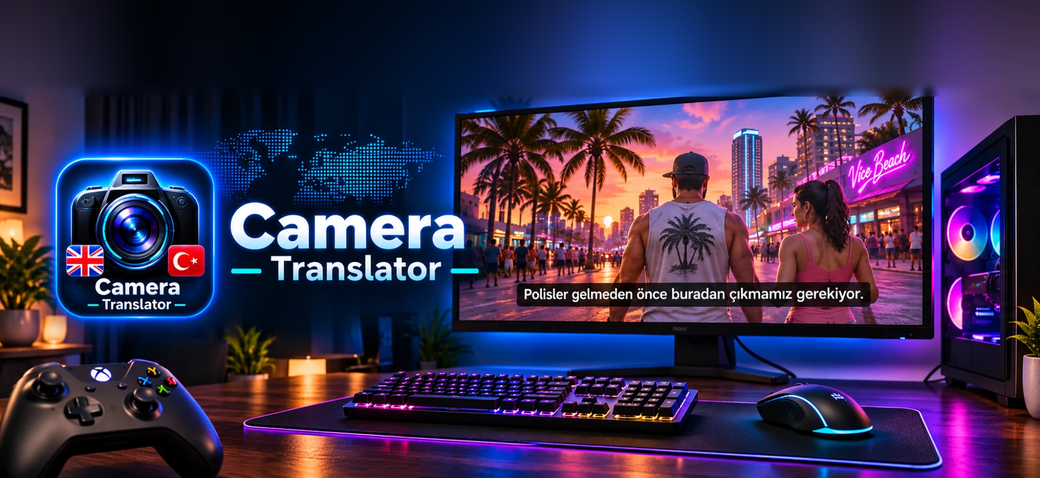 Camera
Translator
Camera
Translator
Vice Beach
Polisler gelmeden önce buradan çıkmamız gerekiyor.